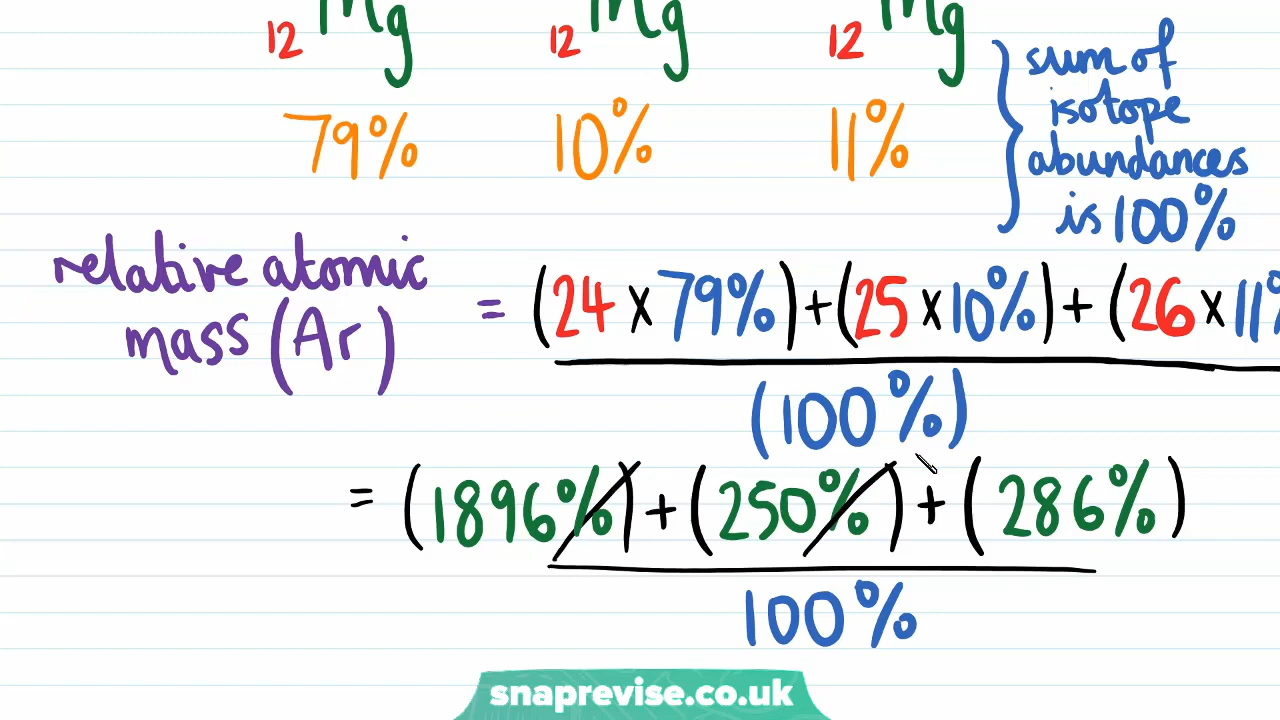 12 Mg 12 Mg 12 Mg
79% 10% 11%
sum of
isotope
abundances
is 100%
relative atomic
mass (Ar)
= (24 x 79%) + (25 x 10%) + (26 x 11%
(100%)
= (1896%) + (250%) + (286%)
100%
snaprevise.co.uk